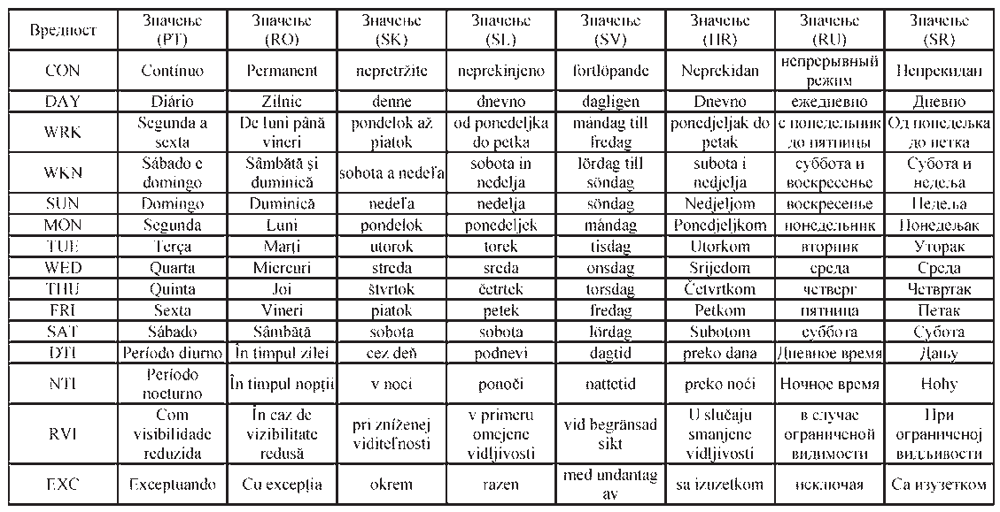 Вредност Значење (PT) Значење (RO) Значење (SK) Значење (SL) Значење (SV) Значење (HR) Значење (RU) Значење (SR)
CON Contínuo Permanent nepretržite neprekinjeno fortlöpande Neprekidan непрерывный режим Непрекидан
DAY Diário Zilnic denne dnevno dagligen Dnevno ежедневно Дневно
WRK Segunda a sexta De luni până vineri pondelok až piatok od ponedeljka do petka måndag till fredag ponedjeljak do petak с понедельник до пятницы Од понедељка до петка
WKN Sábado e domingo Sâmbătă și duminică sobota a nedeľa sobota in nedelja lördag till söndag subota i nedjelja суббота и воскресенье Субота и недеља
SUN Domingo Duminică nedeľa nedelja söndag Nedjeljom воскресенье Недеља
MON Segunda Luni pondelok ponedeljek måndag Ponedjeljkom понедельник Понедељак
TUE Terça Marți utorok torek tisdag Utorkom вторник Уторак
WED Quarta Miercuri streda sreda onsdag Srijedom среда Среда
THU Quinta Joi štvrtok četrtek torsdag Četvrtkom четверг Четвртак
FRI Sexta Vineri piatok petek fredag Petkom пятница Петак
SAT Sábado Sâmbătă sobota sobota lördag Subotom суббота Субота
DTI Período diurno În timpul zilei cez deň podnevi dagtid preko dana Дневное время Дању
NTI Período nocturno În timpul nopții v noci ponoči nattetid preko noći Ночное время Ноћу
RVI Com visibilidade reduzida În caz de vizibilitate redusă pri zníženej viditeľnosti v primeru omejene vidljivosti vid begränsad sikt U slučaju smanjene vidljivosti в случае ограниченой видимости При ограниченој видљивости
EXC Exceptuando Cu excepția okrem razen med undantag av sa izuzetkom исключая Са изузетком